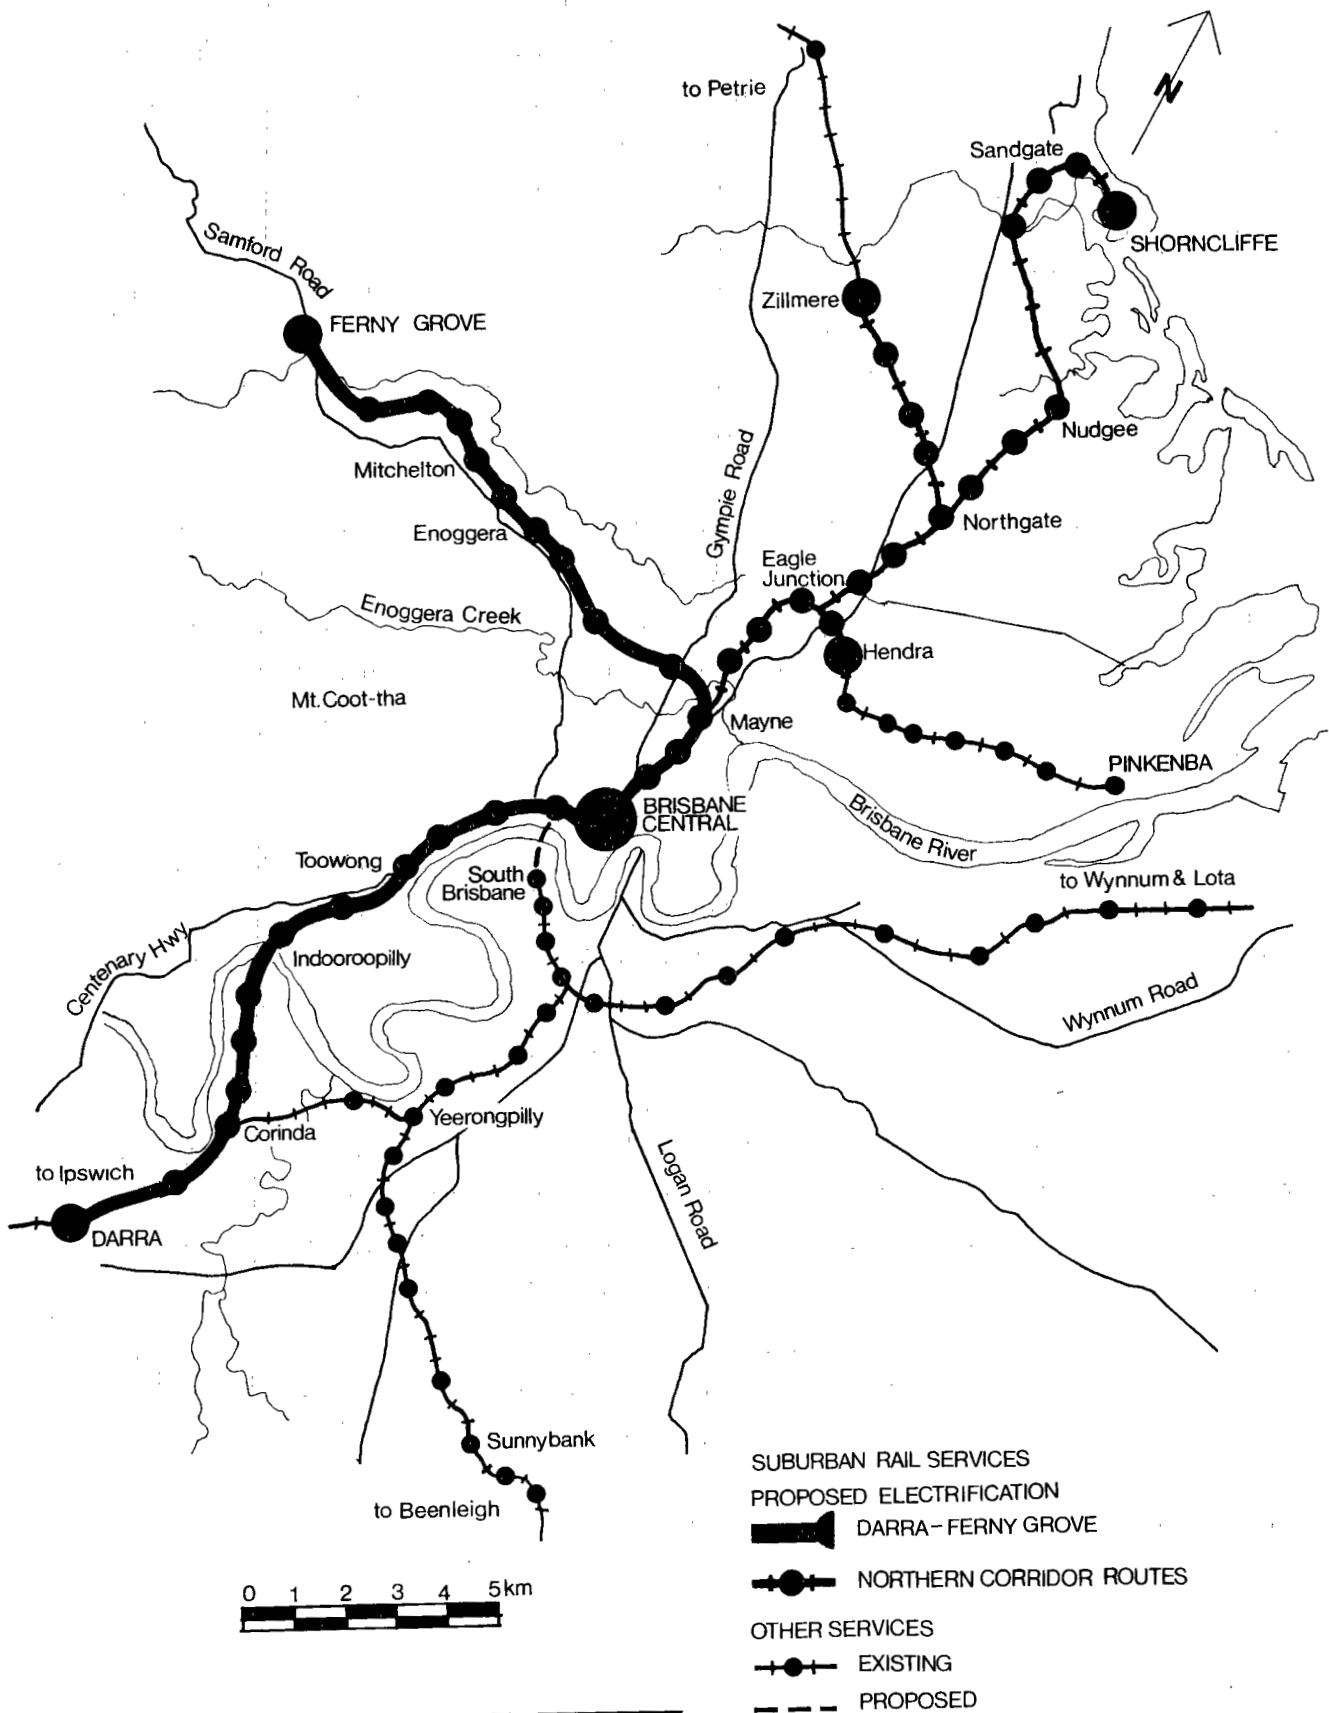 to Petrie
N
Sandgate
SHORNCLIFFE
Samford Road
Zillmere
FERNY GROVE
Nudgee
Mitchelton
Gympie Road
Enoggera
Northgate
Eagle
Junction
Enoggera Creek
Hendra
Mt. Coot-tha
Mayne
PINKENBA
BRISBANE
CENTRAL
Brisbane River
Toowong
South
Brisbane
to Wynnum & Lota
Centenary Hwy
Indooroopilly
Wynnum Road
Yeerongpilly
Corinda
to Ipswich
Logan Road
DARRA
Sunnybank
to Beenleigh
SUBURBAN RAIL SERVICES
PROPOSED ELECTRIFICATION
DARRA-FERNY GROVE
NORTHERN CORRIDOR ROUTES
OTHER SERVICES
EXISTING
PROPOSED
0 1 2 3 4 5 km